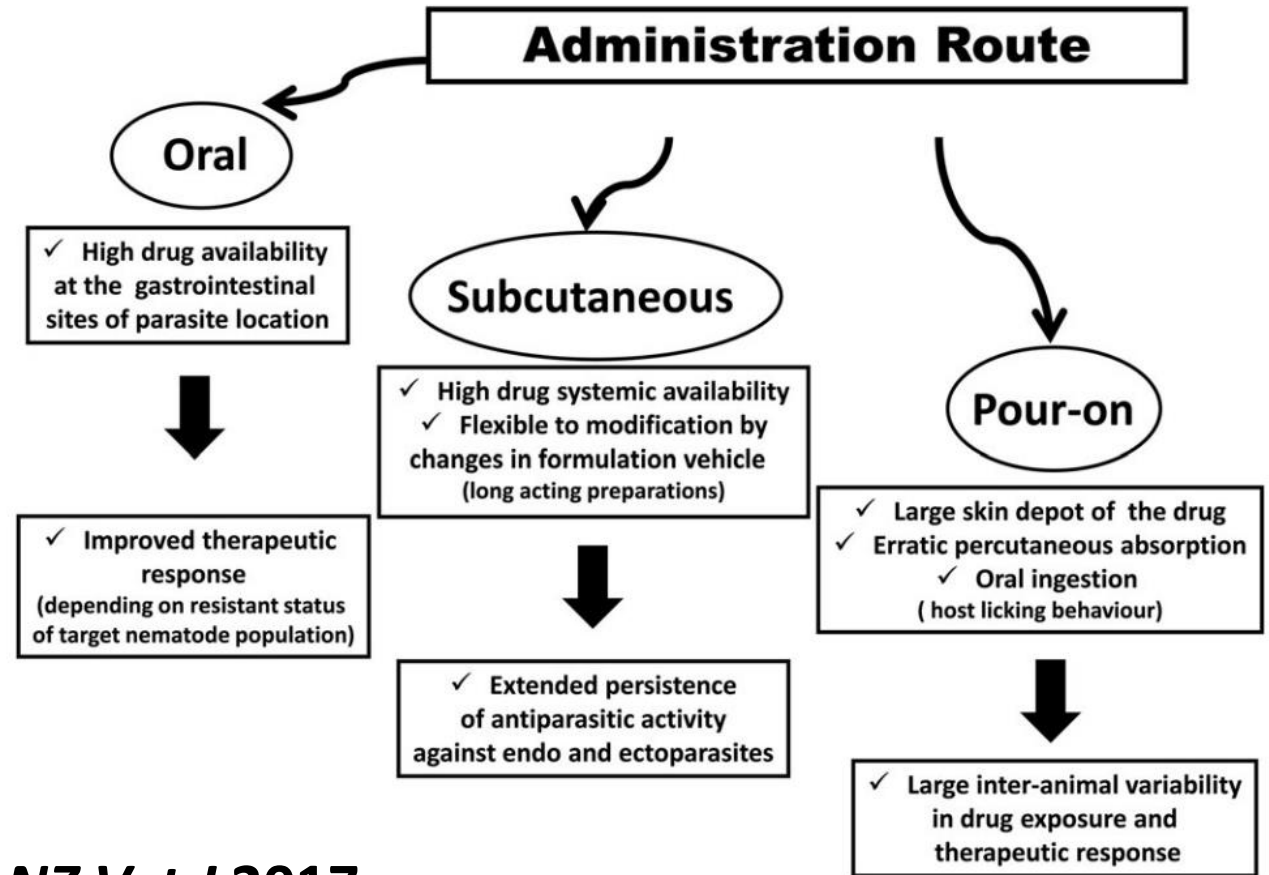 Administration Route
Oral
✓ High drug availability
at the gastrointestinal
sites of parasite location
✓ Improved therapeutic
response
(depending on resistant status
of target nematode population)
Subcutaneous
✓ High drug systemic availability
✓ Flexible to modification by
changes in formulation vehicle
(long acting preparations)
✓ Extended persistence
of antiparasitic activity
against endo and ectoparasites
Pour-on
✓ Large skin depot of the drug
✓ Erratic percutaneous absorption
✓ Oral ingestion
( host licking behaviour)
✓ Large inter-animal variability
in drug exposure and
therapeutic response
NZ Vet J 2017